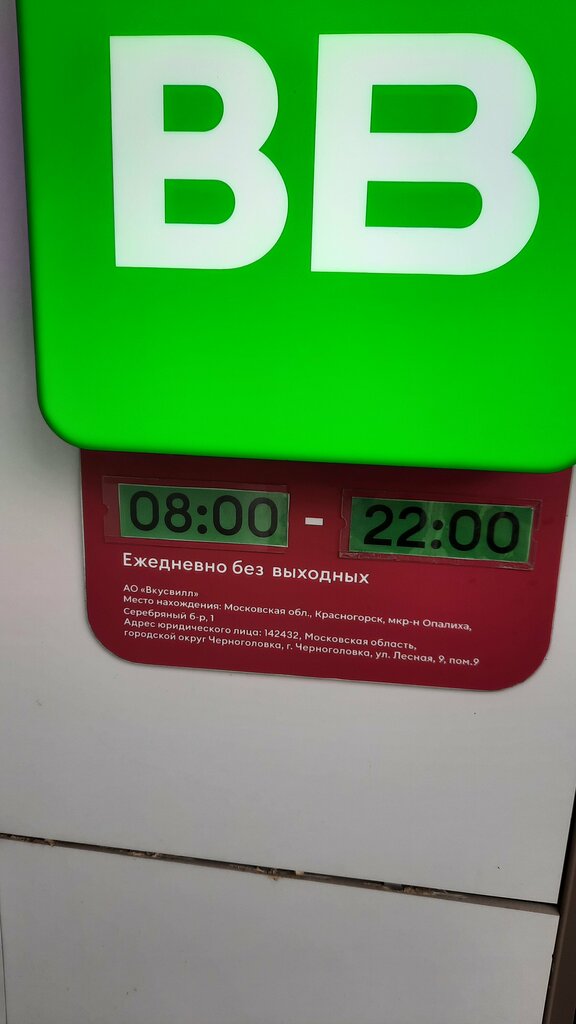 ВВ
08:00 - 22:00
Ежедневно без выходных
АО «Вкусвилл»
Место нахождения: Московская обл., Красногорск, мкр-н Опалиха,
Серебряный б-р, 1
Адрес юридического лица: 142432, Московская область,
городской округ Черноголовка, г. Черноголовка, ул. Лесная, 9, пом.9